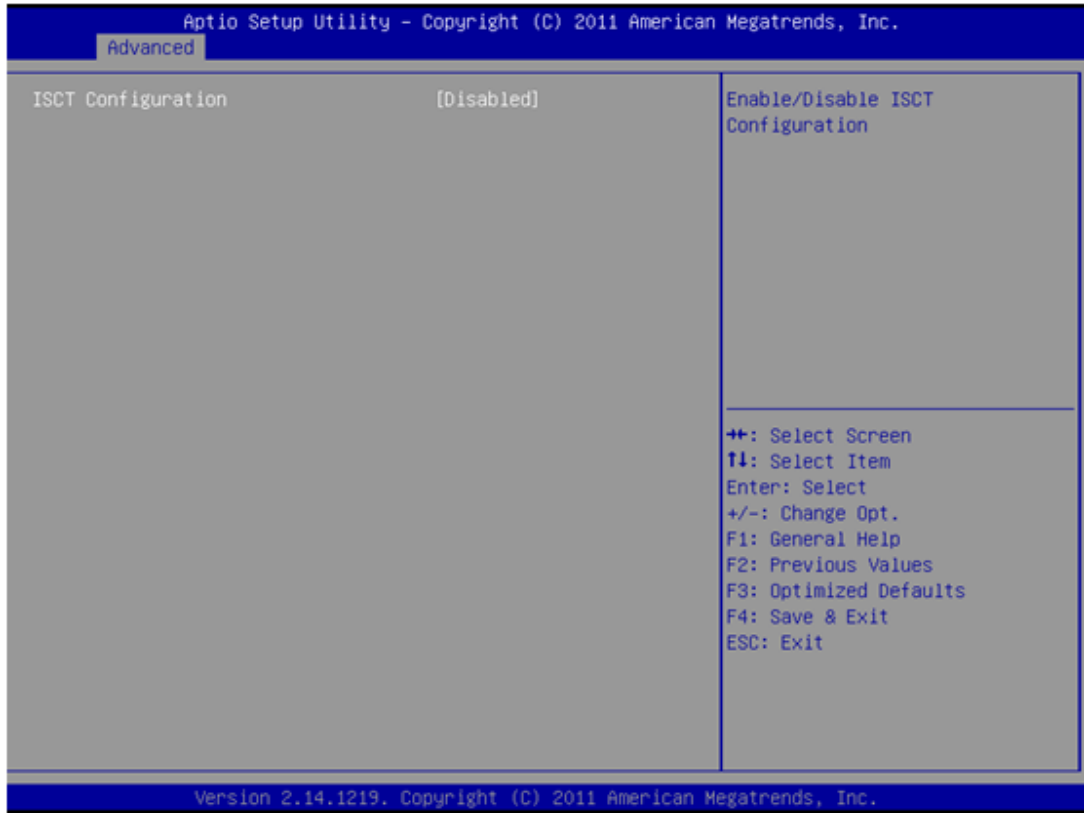 Aptio Setup Utility – Copyright (C) 2011 American Megatrends, Inc.
Advanced
ISCT Configuration [Disabled]
Enable/Disable ISCT
Configuration
→←: Select Screen
↑↓: Select Item
Enter: Select
+/-: Change Opt.
F1: General Help
F2: Previous Values
F3: Optimized Defaults
F4: Save & Exit
ESC: Exit
Version 2.14.1219. Copyright (C) 2011 American Megatrends, Inc.